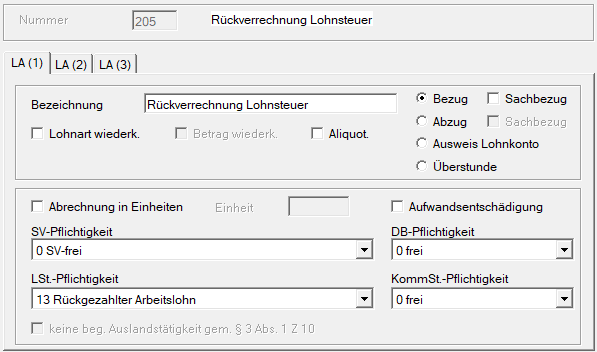 Nummer 205 Rückverrechnung Lohnsteuer
LA (1) LA (2) LA (3)
Bezeichnung Rückverrechnung Lohnsteuer
Bezug Sachbezug
Lohnart wiederk. Betrag wiederk. Aliquot.
Abzug Sachbezug
Ausweis Lohnkonto
Überstunde
Abrechnung in Einheiten Einheit Aufwandsentschädigung
SV-Pflichtigkeit DB-Pflichtigkeit
0 SV-frei 0 frei
LSt.-Pflichtigkeit KommSt.-Pflichtigkeit
13 Rückgezahlter Arbeitslohn 0 frei
keine beg. Auslandstätigkeit gem. § 3 Abs. 1 Z 10